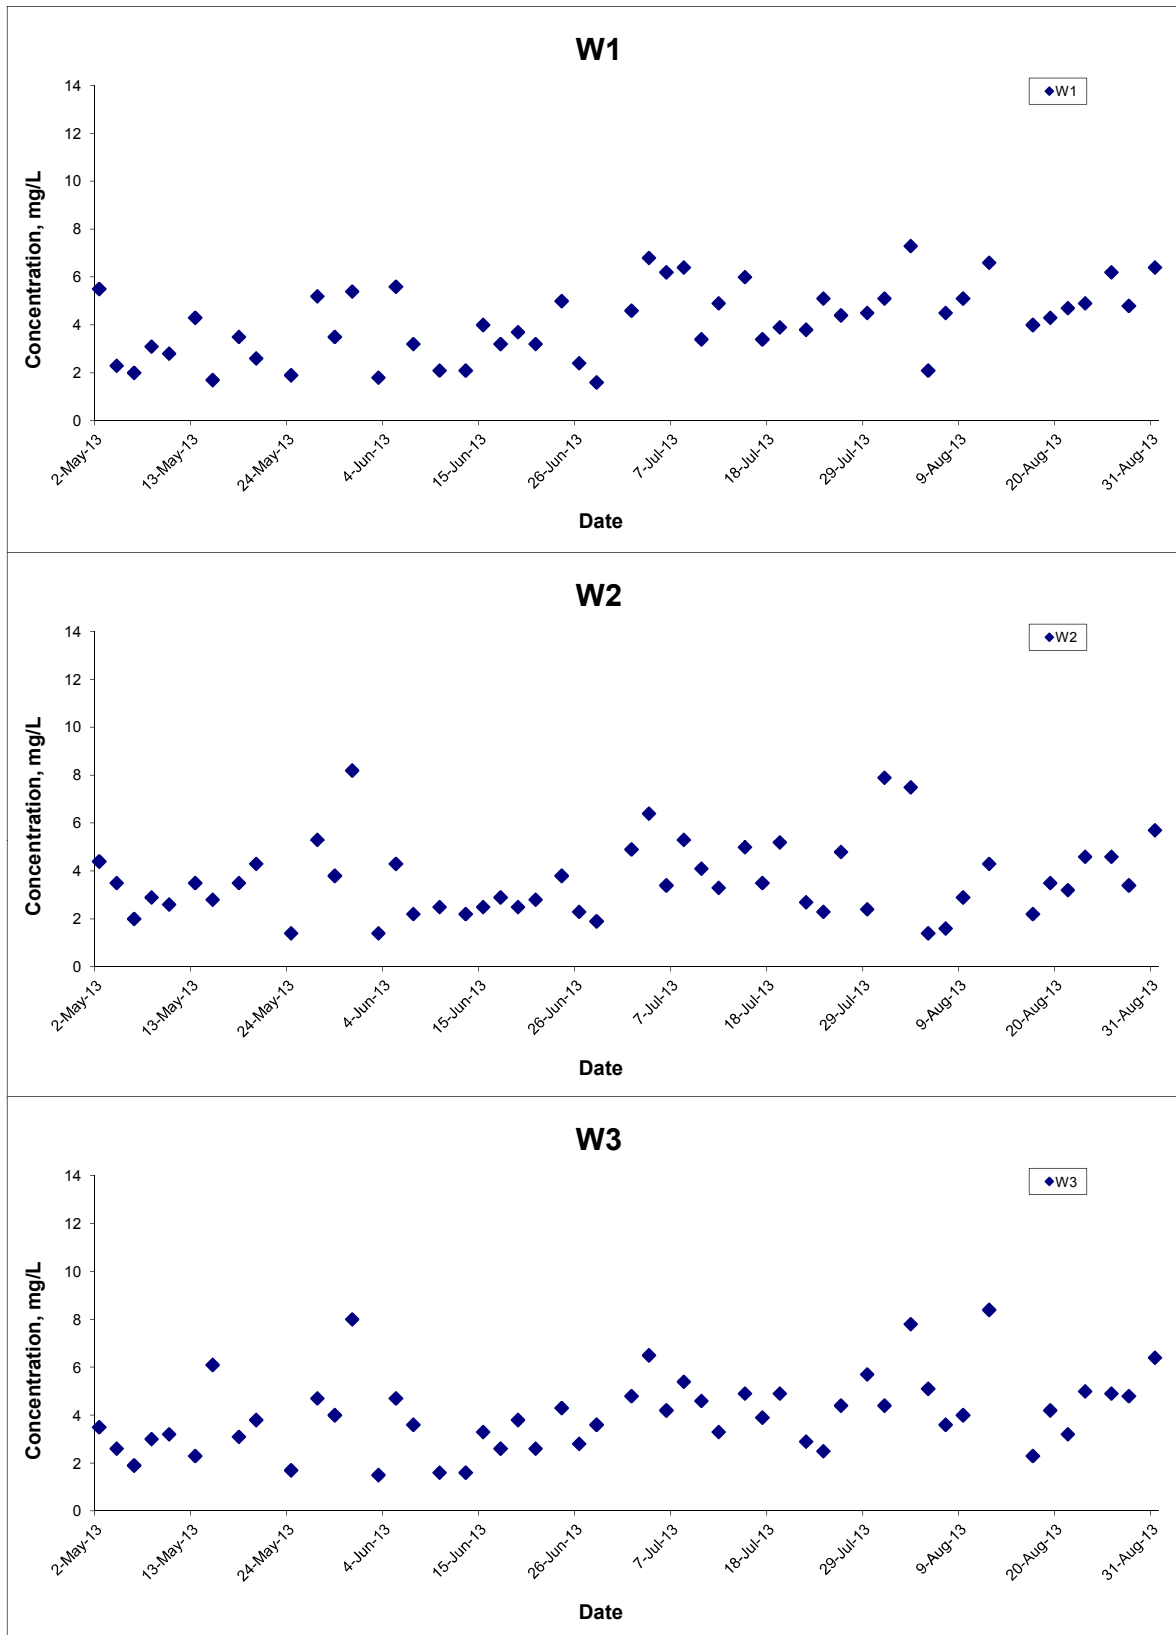 W1
14
W1
12
10
8
6
4
2
0
Concentration, mg/L
2-May-13
13-May-13
24-May-13
4-Jun-13
15-Jun-13
26-Jun-13
7-Jul-13
18-Jul-13
29-Jul-13
9-Aug-13
20-Aug-13
31-Aug-13
Date
W2
14
W2
12
10
8
6
4
2
0
Concentration, mg/L
2-May-13
13-May-13
24-May-13
4-Jun-13
15-Jun-13
26-Jun-13
7-Jul-13
18-Jul-13
29-Jul-13
9-Aug-13
20-Aug-13
31-Aug-13
Date
W3
14
W3
12
10
8
6
4
2
0
Concentration, mg/L
2-May-13
13-May-13
24-May-13
4-Jun-13
15-Jun-13
26-Jun-13
7-Jul-13
18-Jul-13
29-Jul-13
9-Aug-13
20-Aug-13
31-Aug-13
Date